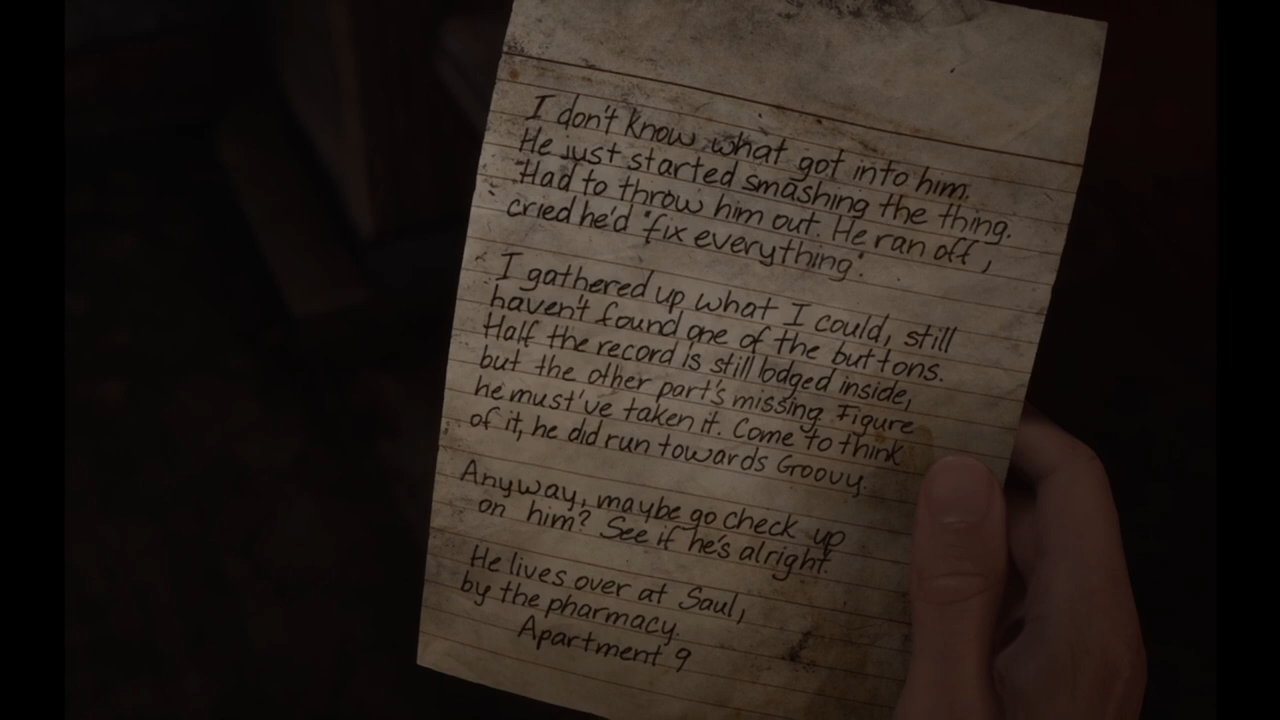 I don't know what got into him.
He just started smashing the thing.
Had to throw him out. He ran off,
cried he'd "fix everything".
I gathered up what I could, still
haven't found one of the buttons.
Half the record is still lodged inside,
but the other part's missing. Figure
he must've taken it. Come to think
of it, he did run towards Groovy.
Anyway, maybe go check up
on him? See if he's alright.
He lives over at Saul,
by the pharmacy.
Apartment 9